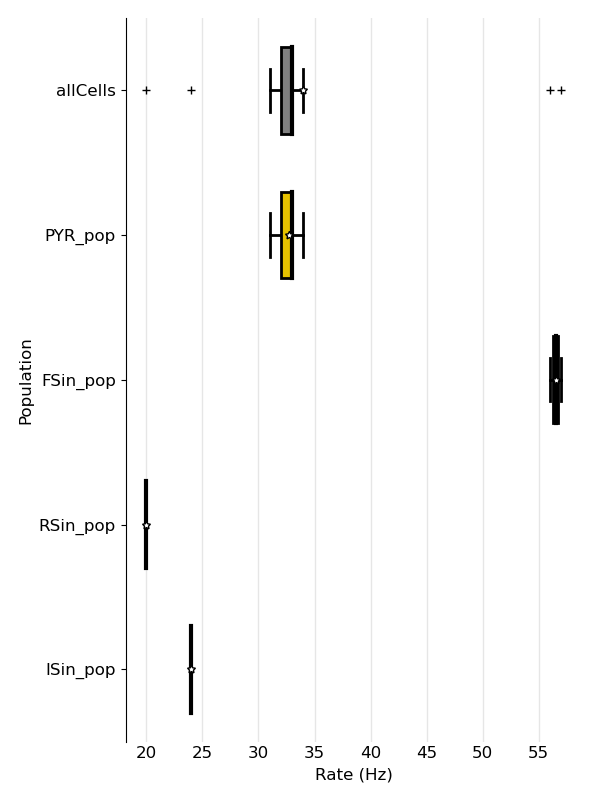 allCells
PYR_pop
FSin_pop
RSin_pop
ISin_pop
Population
20 25 30 35 40 45 50 55
Rate (Hz)